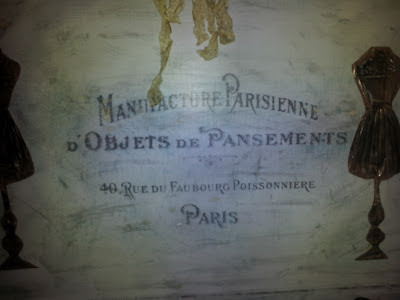 MANUFACTURE PARISIENNE
D'OBJETS DE PANSEMENTS
40, RUE DU FAUBOURG POISSONNIÈRE
PARIS